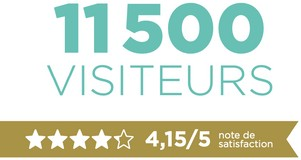 11 500
VISITEURS
4,15/5 note de
satisfaction